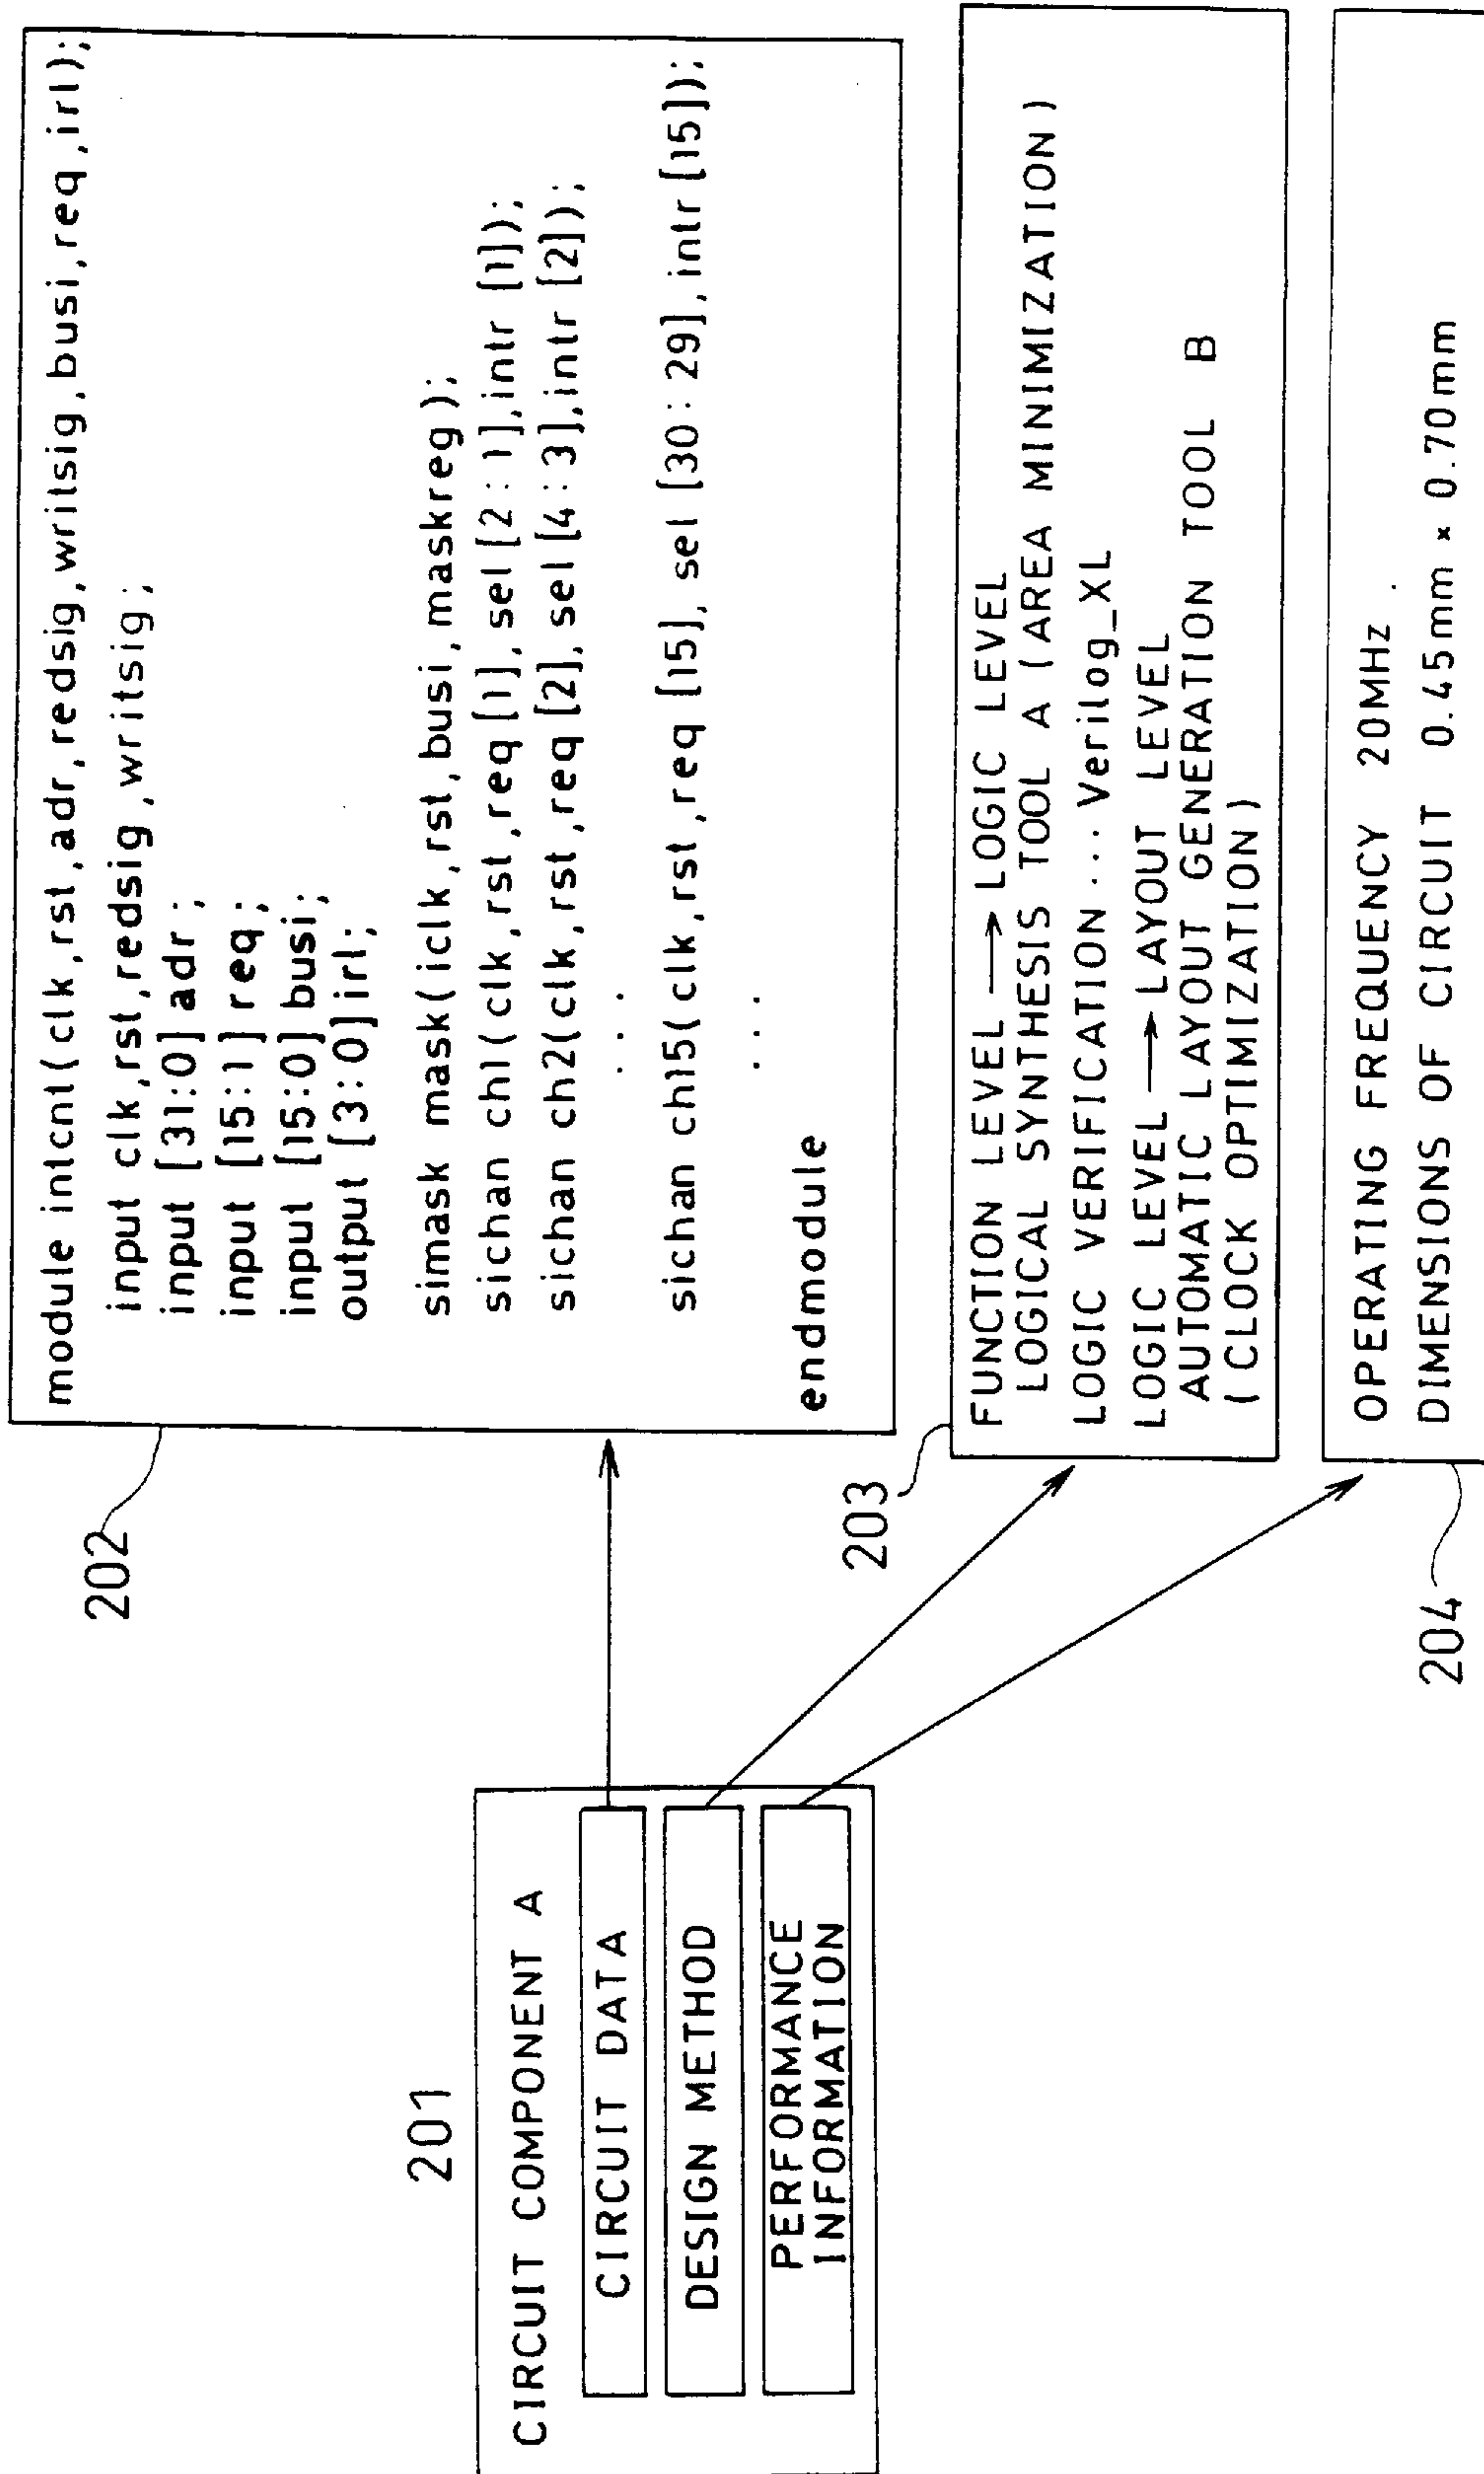 201
CIRCUIT COMPONENT A
CIRCUIT DATA
DESIGN METHOD
PERFORMANCE
INFORMATION
202
module intcnt(clk,rst,adr,redsig,writsig,busi,req,irl);
input clk,rst,redsig,writsig;
input [31:0] adr;
input [15:1] req;
input [15:0] busi;
output [3:0] irl;
simask mask(iclk,rst,busi,maskreg);
sichan ch1(clk,rst,req [1],sel [2:1],intr [1]);
sichan ch2(clk,rst,req [2],sel [4:3],intr [2]);
...
sichan ch15(clk,rst,req [15],sel [30:29],intr [15]);
...
endmodule
203
FUNCTION LEVEL → LOGIC LEVEL
LOGICAL SYNTHESIS TOOL A (AREA MINIMIZATION)
LOGIC VERIFICATION...Verilog_XL
LOGIC LEVEL → LAYOUT LEVEL
AUTOMATIC LAYOUT GENERATION TOOL B
(CLOCK OPTIMIZATION)
204
OPERATING FREQUENCY 20MHz
DIMENSIONS OF CIRCUIT 0.45mm × 0.70mm